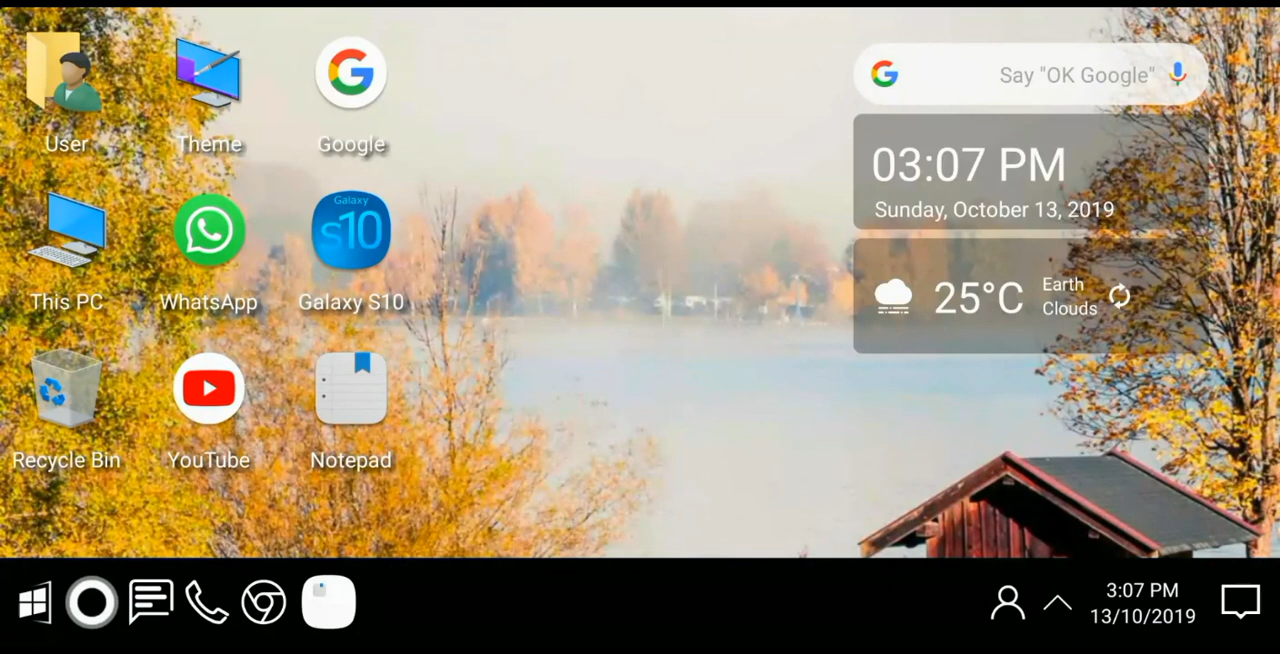 User
Theme
Google
This PC
WhatsApp
Galaxy
s10
Galaxy S10
Recycle Bin
YouTube
Notepad
Say "OK Google"
03:07 PM
Sunday, October 13, 2019
25°C
Earth
Clouds
3:07 PM
13/10/2019